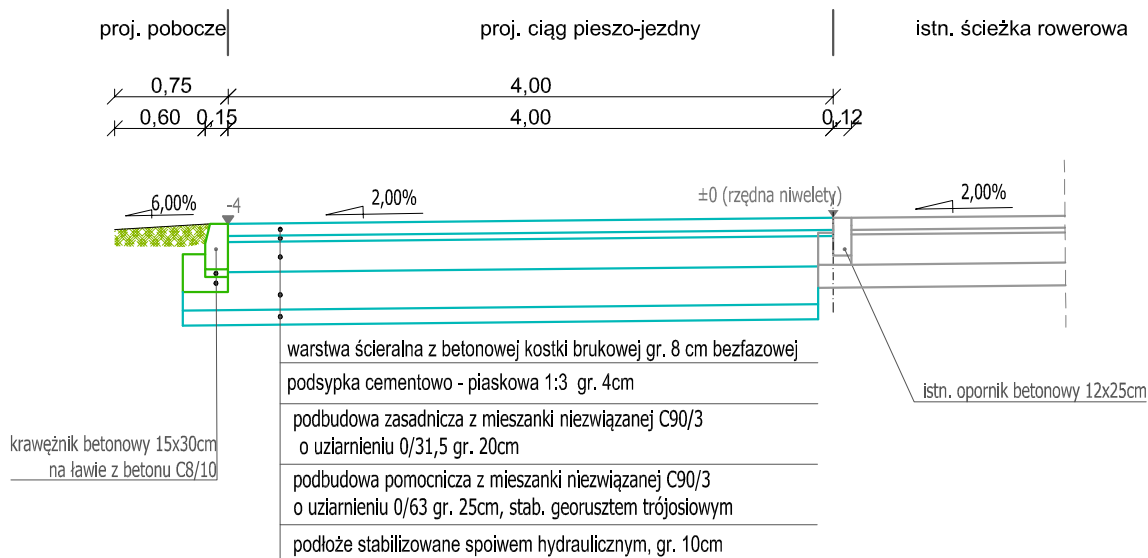 proj. pobocze
proj. ciąg pieszo-jezdny
istn. ścieżka rowerowa
0,75
4,00
0,60
0,15
4,00
0,12
6,00%
-4
2,00%
±0 (rzędna niwelety)
2,00%
warstwa ścieralna z betonowej kostki brukowej gr. 8 cm bezfazowej
podsypka cementowo - piaskowa 1:3 gr. 4cm
istn. opornik betonowy 12x25cm
podbudowa zasadnicza z mieszanki niezwiązanej C90/3
o uziarnieniu 0/31,5 gr. 20cm
krawężnik betonowy 15x30cm
na ławie z betonu C8/10
podbudowa pomocnicza z mieszanki niezwiązanej C90/3
o uziarnieniu 0/63 gr. 25cm, stab. georusztem trójosiowym
podłoże stabilizowane spoiwem hydraulicznym, gr. 10cm